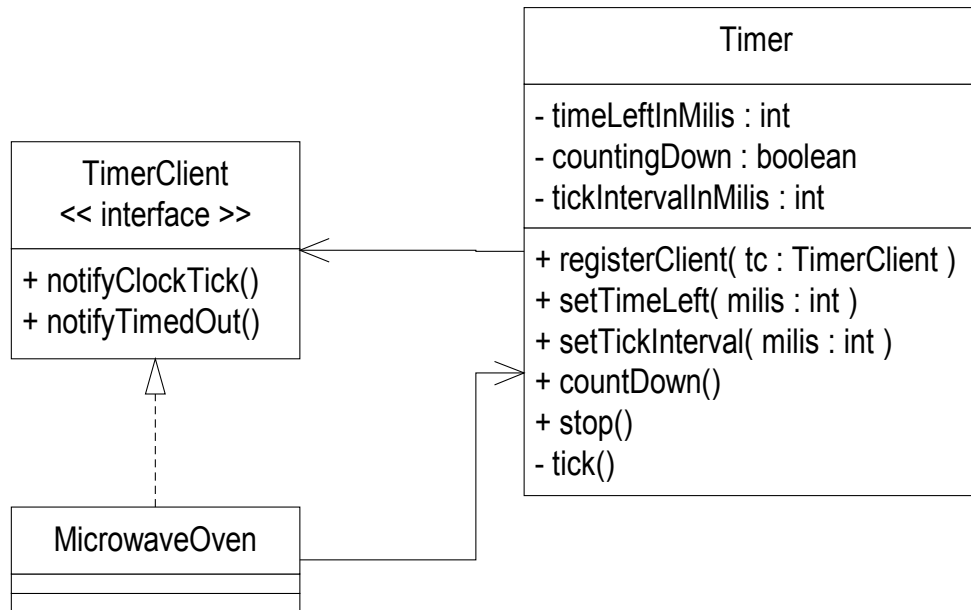 TimerClient
<< interface >>
+ notifyClockTick()
+ notifyTimedOut()
MicrowaveOven
Timer
- timeLeftInMilis : int
- countingDown : boolean
- tickIntervalInMilis : int
+ registerClient( tc : TimerClient )
+ setTimeLeft( milis : int )
+ setTickInterval( milis : int )
+ countDown()
+ stop()
- tick()